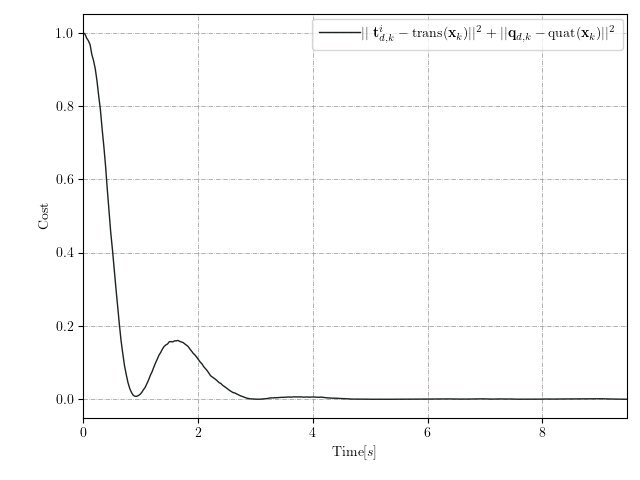 || t^i_{d,k} − trans(x_k)||^2 + ||q_{d,k} − quat(x_k)||^2
1.0
0.8
0.6
0.4
0.2
0.0
Cost
0 2 4 6 8
Time[s]